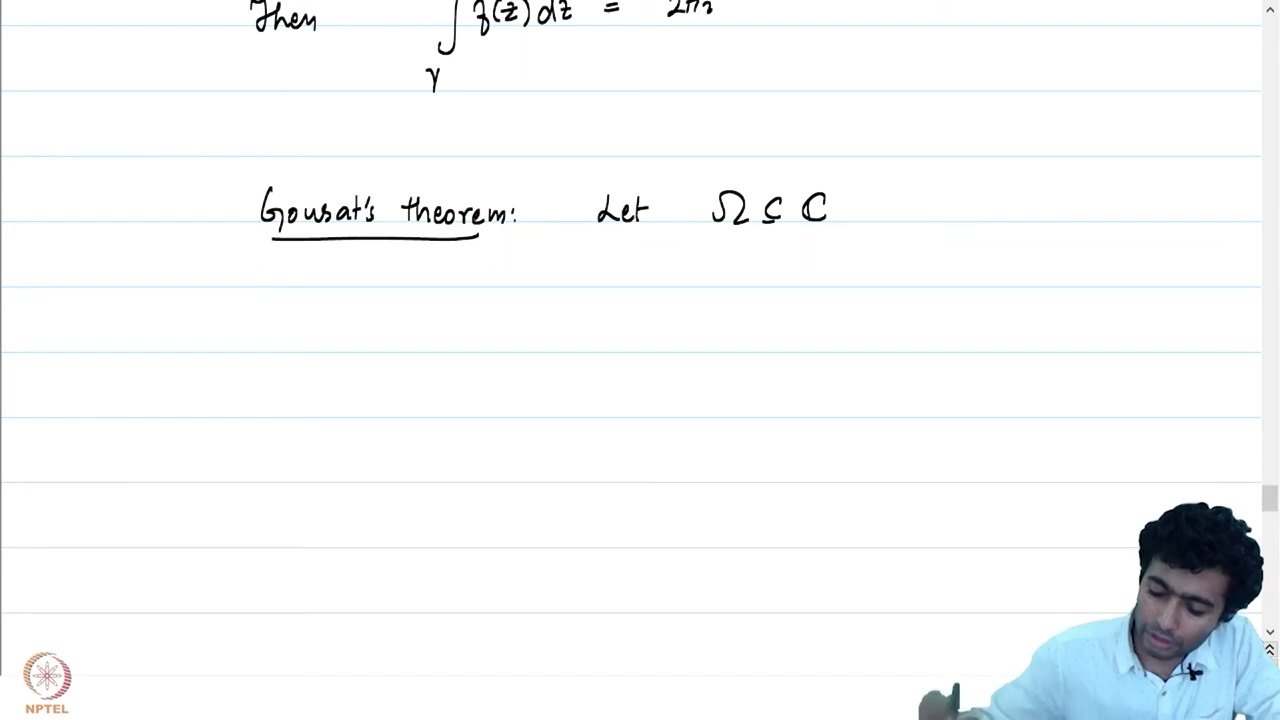 Then ∫ f(z) dz = 2πi
γ
Gousat's theorem: Let Ω ⊆ ℂ
NPTEL